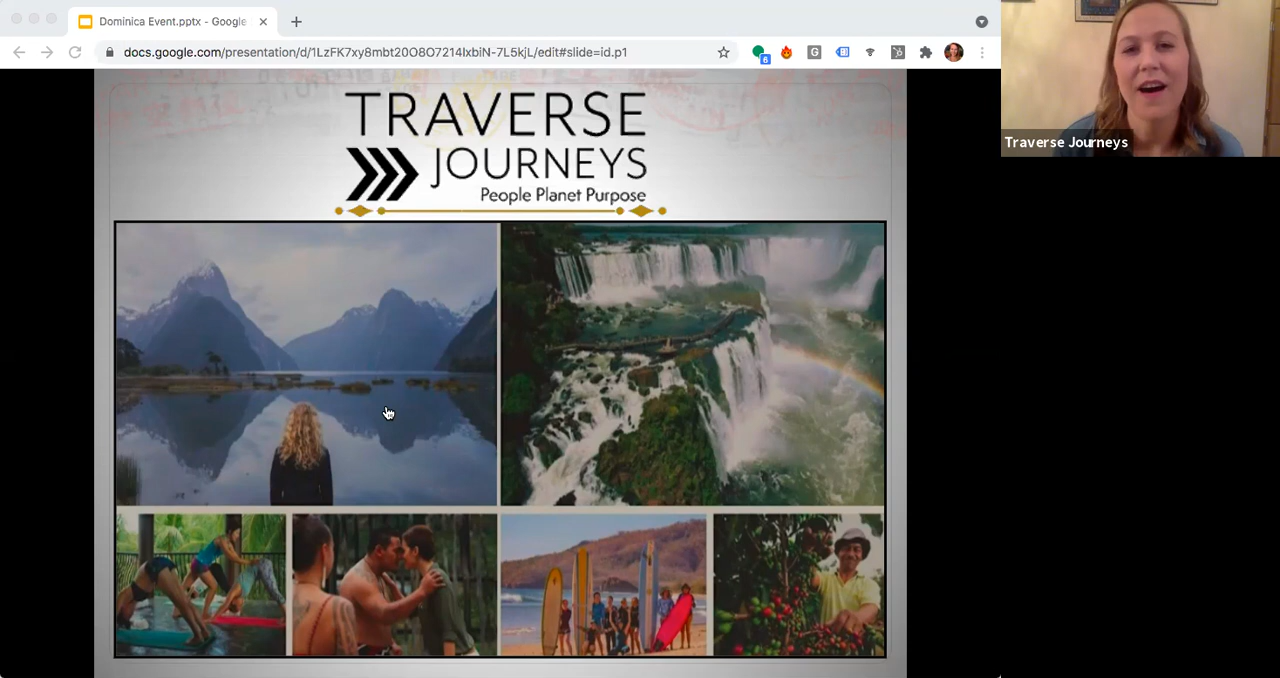 Dominica Event.pptx - Google
docs.google.com/presentation/d/1LzFK7xy8mbt20O8O7214IxbiN-7L5kjL/edit#slide=id.p1
6
G
TRAVERSE
JOURNEYS
People Planet Purpose
Traverse Journeys